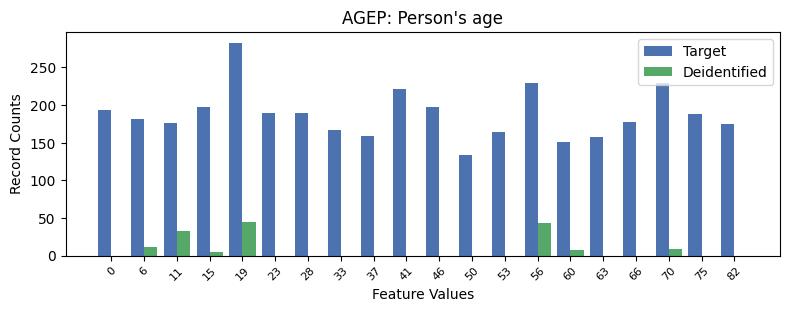 AGEP: Person's age
Target
Deidentified
Record Counts
250
200
150
100
50
0
0 6 11 15 19 23 28 33 37 41 46 50 53 56 60 63 66 70 75 82
Feature Values